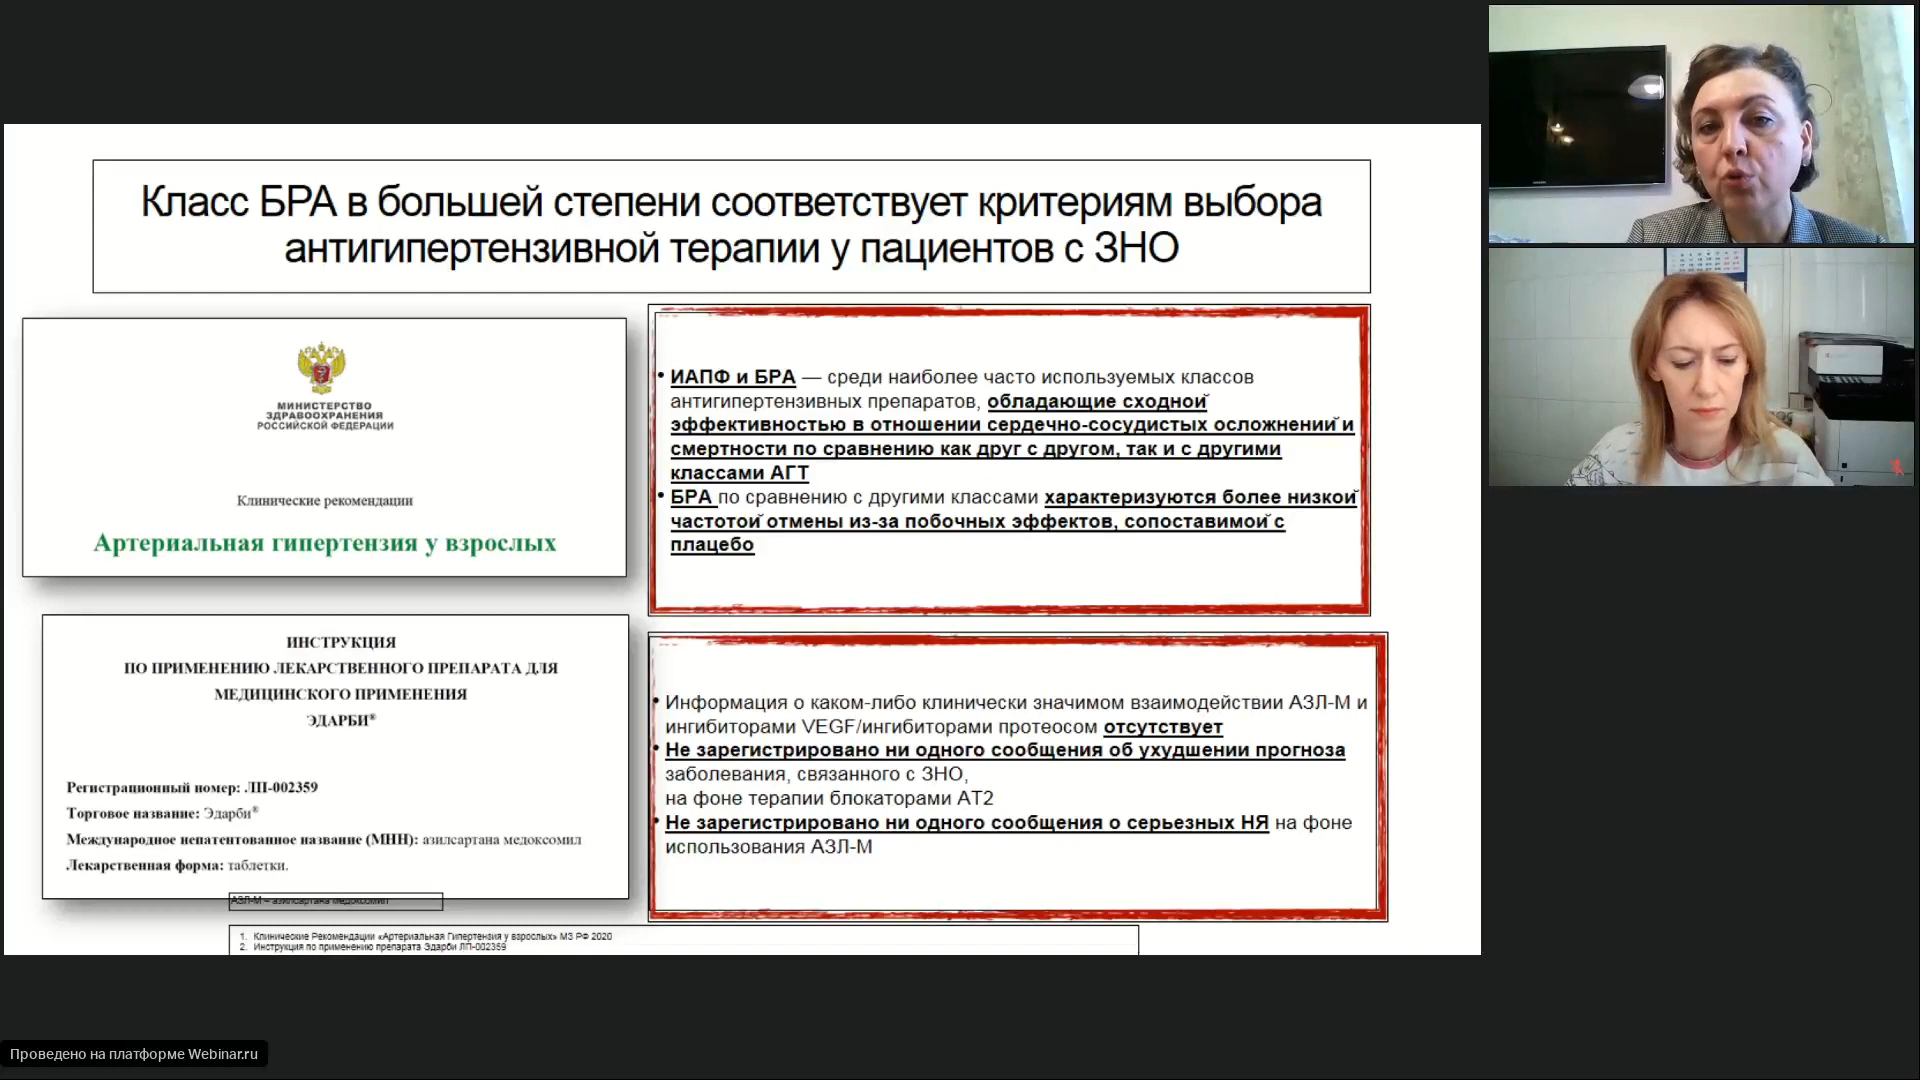 Класс БРА в большей степени соответствует критериям выбора
антигипертензивной терапии у пациентов с ЗНО
МИНИСТЕРСТВО
ЗДРАВООХРАНЕНИЯ
РОССИЙСКОЙ ФЕДЕРАЦИИ
Клинические рекомендации
Артериальная гипертензия у взрослых
• ИАПФ и БРА — среди наиболее часто используемых классов
антигипертензивных препаратов, обладающие сходной
эффективностью в отношении сердечно-сосудистых осложнений и
смертности по сравнению как друг с другом, так и с другими
классами АГТ
• БРА по сравнению с другими классами характеризуются более низкой
частотой отмены из-за побочных эффектов, сопоставимой с
плацебо
ИНСТРУКЦИЯ
ПО ПРИМЕНЕНИЮ ЛЕКАРСТВЕННОГО ПРЕПАРАТА ДЛЯ
МЕДИЦИНСКОГО ПРИМЕНЕНИЯ
ЭДАРБИ®
Регистрационный номер: ЛП-002359
Торговое название: Эдарби®
Международное непатентованное название (МНН): азилсартана медоксомил
Лекарственная форма: таблетки.
• Информация о каком-либо клинически значимом взаимодействии АЗЛ-М и
ингибиторами VEGF/ингибиторами протеосом отсутствует
• Не зарегистрировано ни одного сообщения об ухудшении прогноза
заболевания, связанного с ЗНО,
на фоне терапии блокаторами АТ2
• Не зарегистрировано ни одного сообщения о серьезных НЯ на фоне
использования АЗЛ-М
АЗЛ-М – азилсартана медоксомил
1. Клинические Рекомендации «Артериальная Гипертензия у взрослых» МЗ РФ 2020
2. Инструкция по применению препарата Эдарби ЛП-002359
Проведено на платформе Webinar.ru